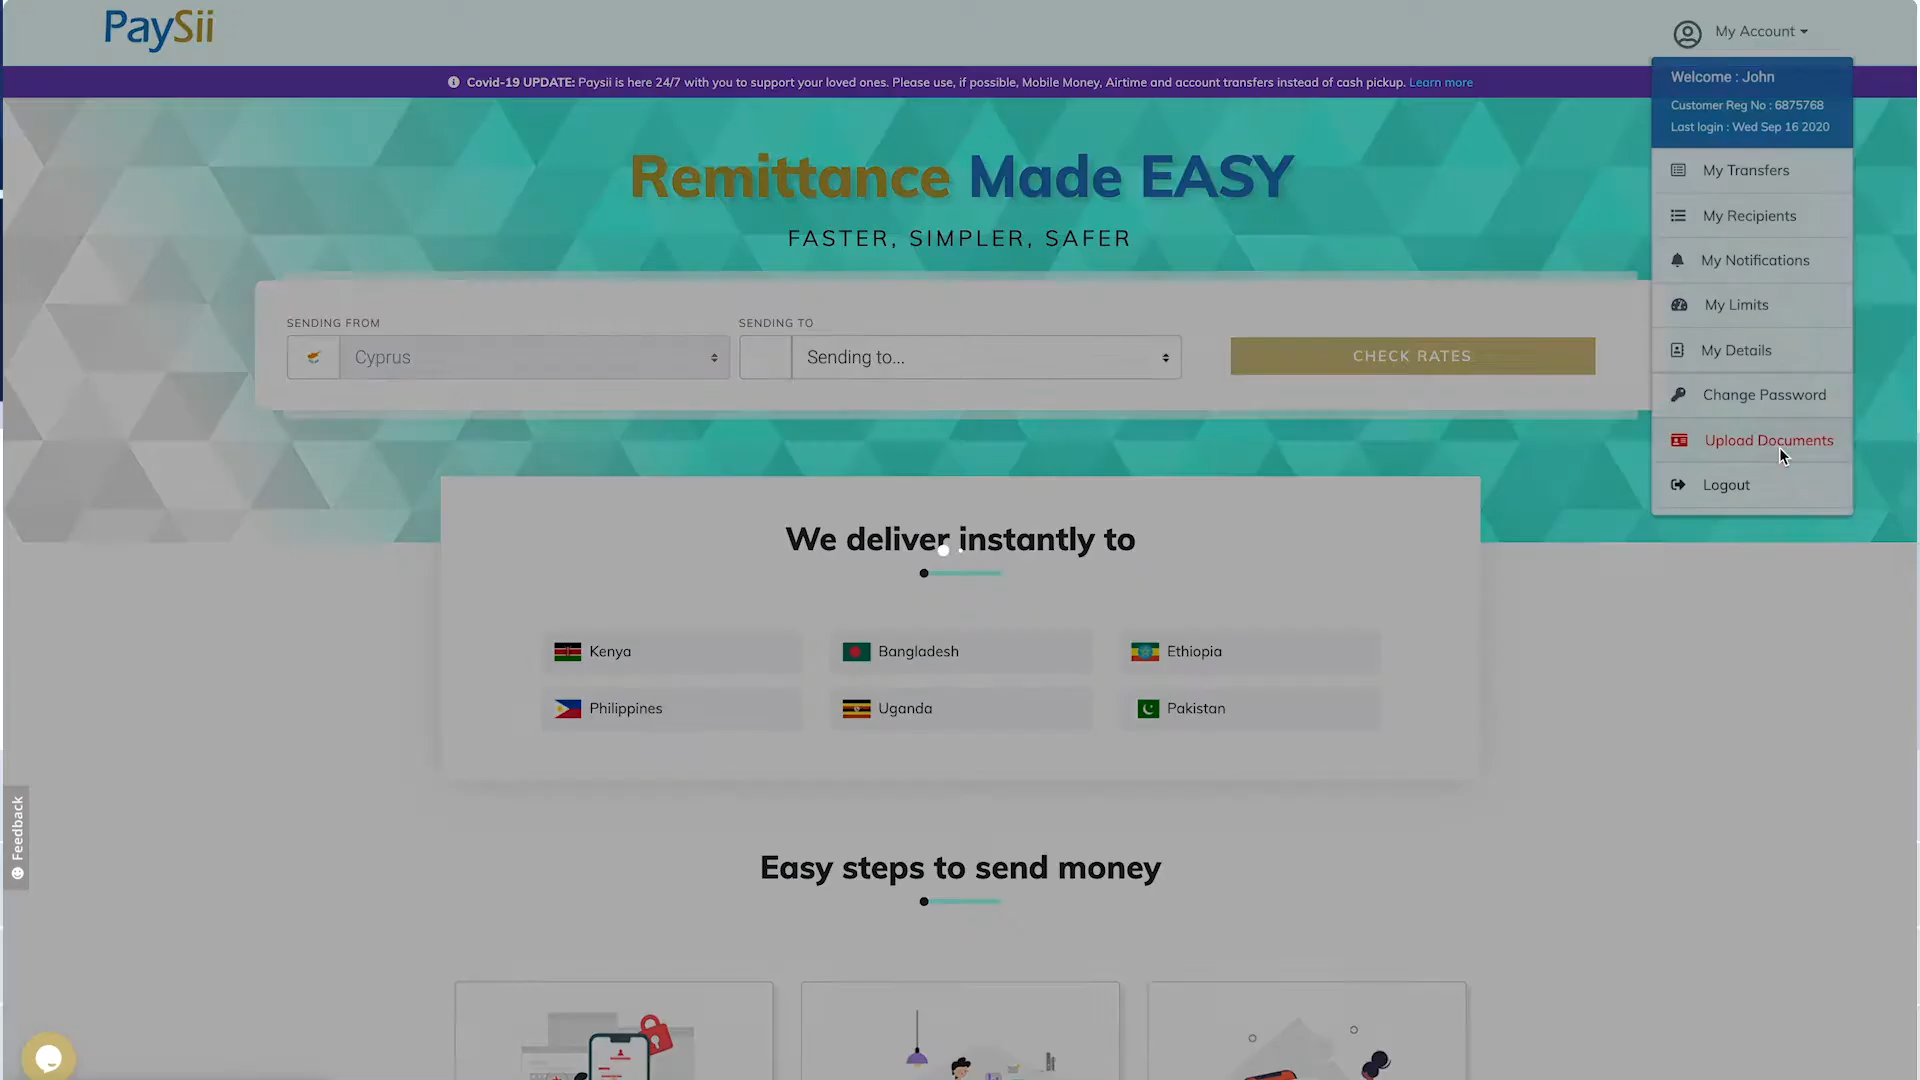 PaySii
My Account
Covid-19 UPDATE: Paysii is here 24/7 with you to support your loved ones. Please use, if possible, Mobile Money, Airtime and account transfers instead of cash pickup. Learn more
Welcome : John
Customer Reg No : 6875768
Last login : Wed Sep 16 2020
My Transfers
My Recipients
My Notifications
My Limits
My Details
Change Password
Upload Documents
Logout
Remittance Made EASY
FASTER, SIMPLER, SAFER
SENDING FROM
Cyprus
SENDING TO
Sending to...
CHECK RATES
We deliver instantly to
Kenya
Bangladesh
Ethiopia
Philippines
Uganda
Pakistan
Feedback
Easy steps to send money